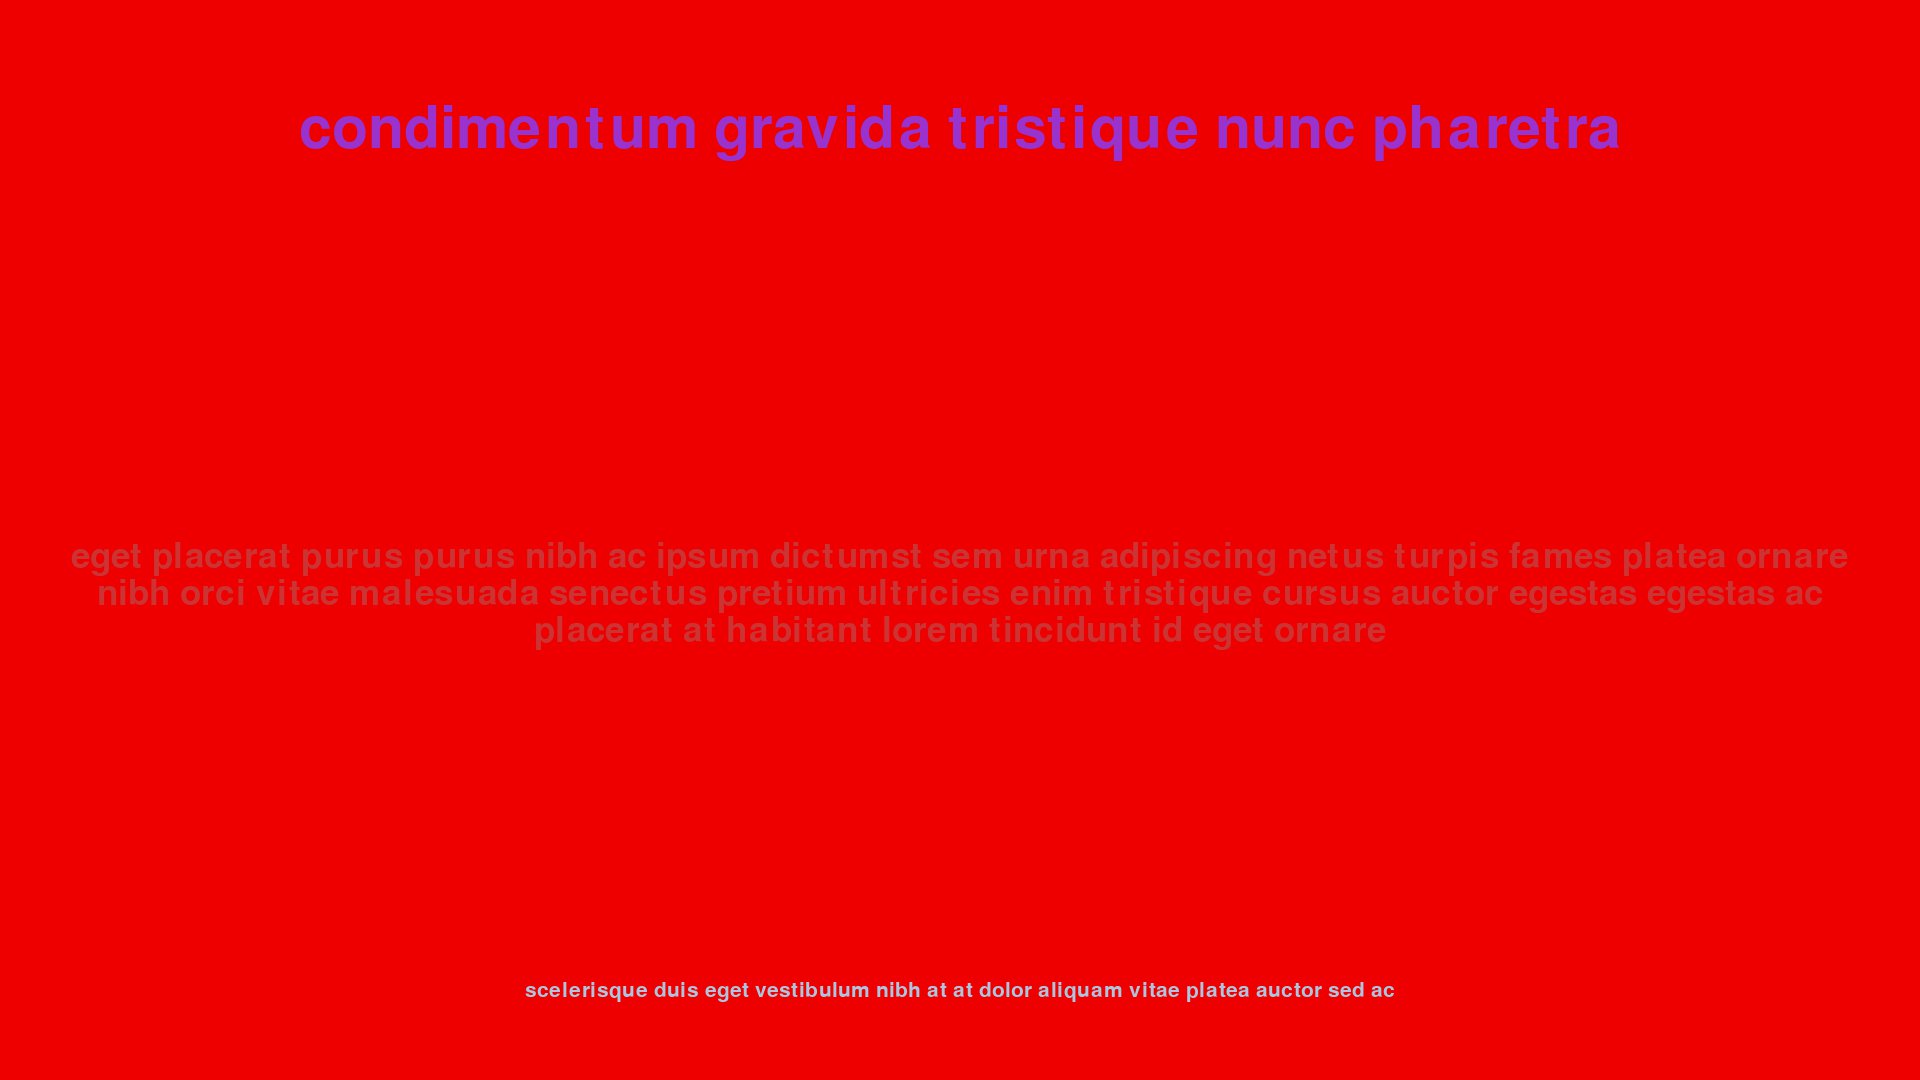 condimentum gravida tristique nunc pharetra
eget placerat purus purus nibh ac ipsum dictumst sem urna adipiscing netus turpis fames platea ornare
nibh orci vitae malesuada senectus pretium ultricies enim tristique cursus auctor egestas egestas ac
placerat at habitant lorem tincidunt id eget ornare
scelerisque duis eget vestibulum nibh at at dolor aliquam vitae platea auctor sed ac